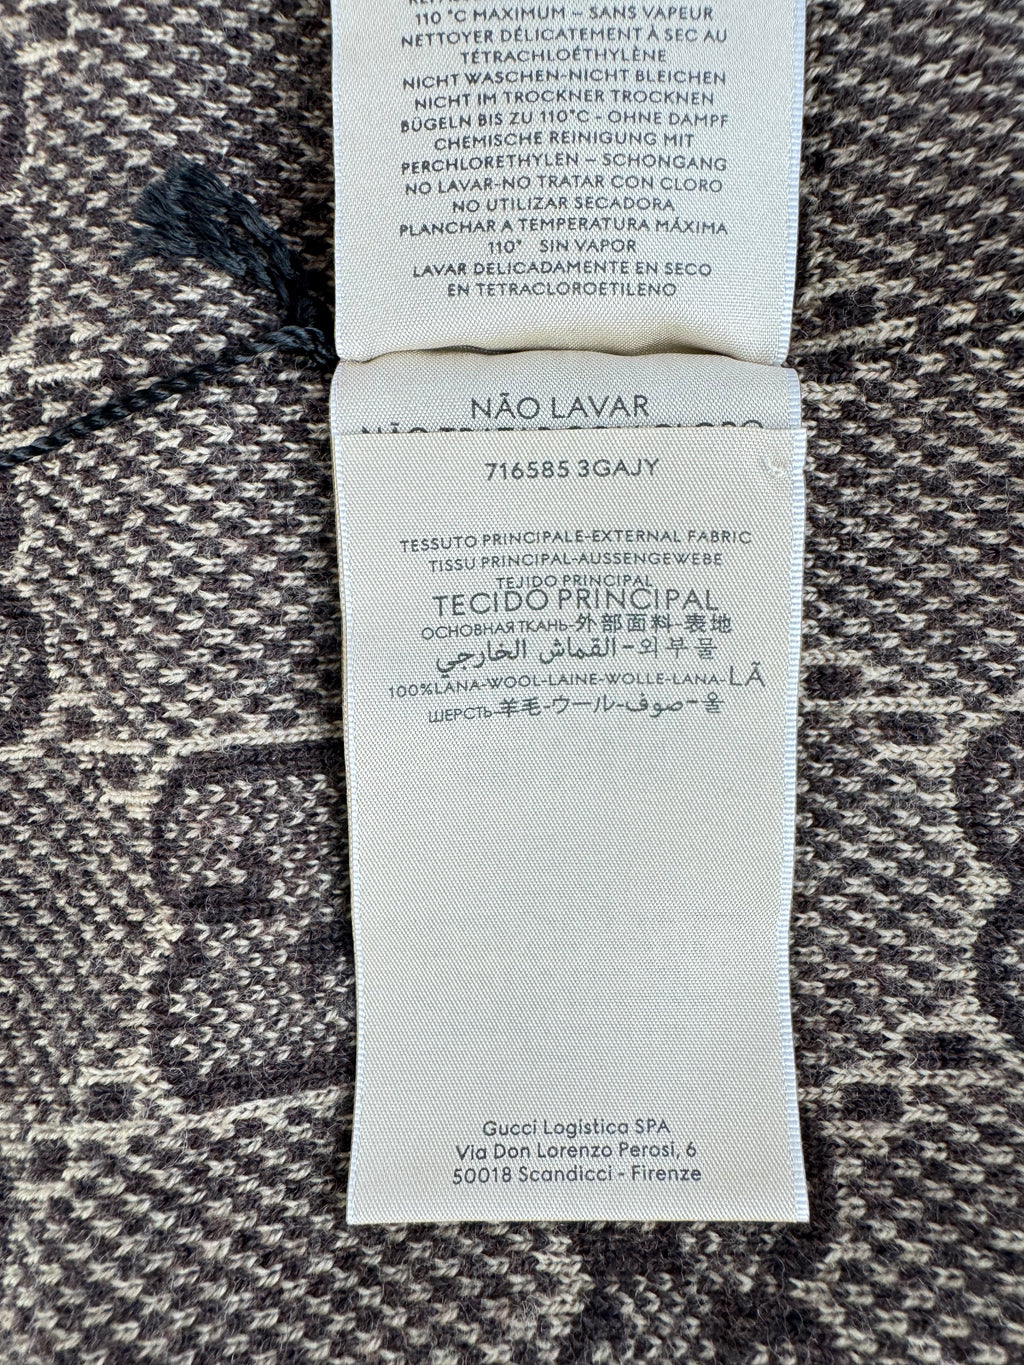 110 °C MAXIMUM – SANS VAPEUR
NETTOYER DÉLICATEMENT À SEC AU
TÉTRACHLOÉTHYLÈNE
NICHT WASCHEN-NICHT BLEICHEN
NICHT IM TROCKNER TROCKNEN
BÜGELN BIS ZU 110°C - OHNE DAMPF
CHEMISCHE REINIGUNG MIT
PERCHLORETHYLEN – SCHONGANG
NO LAVAR-NO TRATAR CON CLORO
NO UTILIZAR SECADORA
PLANCHAR A TEMPERATURA MÁXIMA
110° SIN VAPOR
LAVAR DELICADAMENTE EN SECO
EN TETRACLOROETILENO
NÃO LAVAR
716585 3GAJY
TESSUTO PRINCIPALE-EXTERNAL FABRIC
TISSU PRINCIPAL-AUSSENGEWEBE
TEJIDO PRINCIPAL
TECIDO PRINCIPAL
ОСНОВНАЯ ТКАНЬ-外部面料-表地
القماش الخارجي-외부물
100%LANA-WOOL-LAINE-WOLLE-LANA-LÃ
ШЕРСТЬ-羊毛-ウール-صوف-울
Gucci Logistica SPA
Via Don Lorenzo Perosi, 6
50018 Scandicci - Firenze